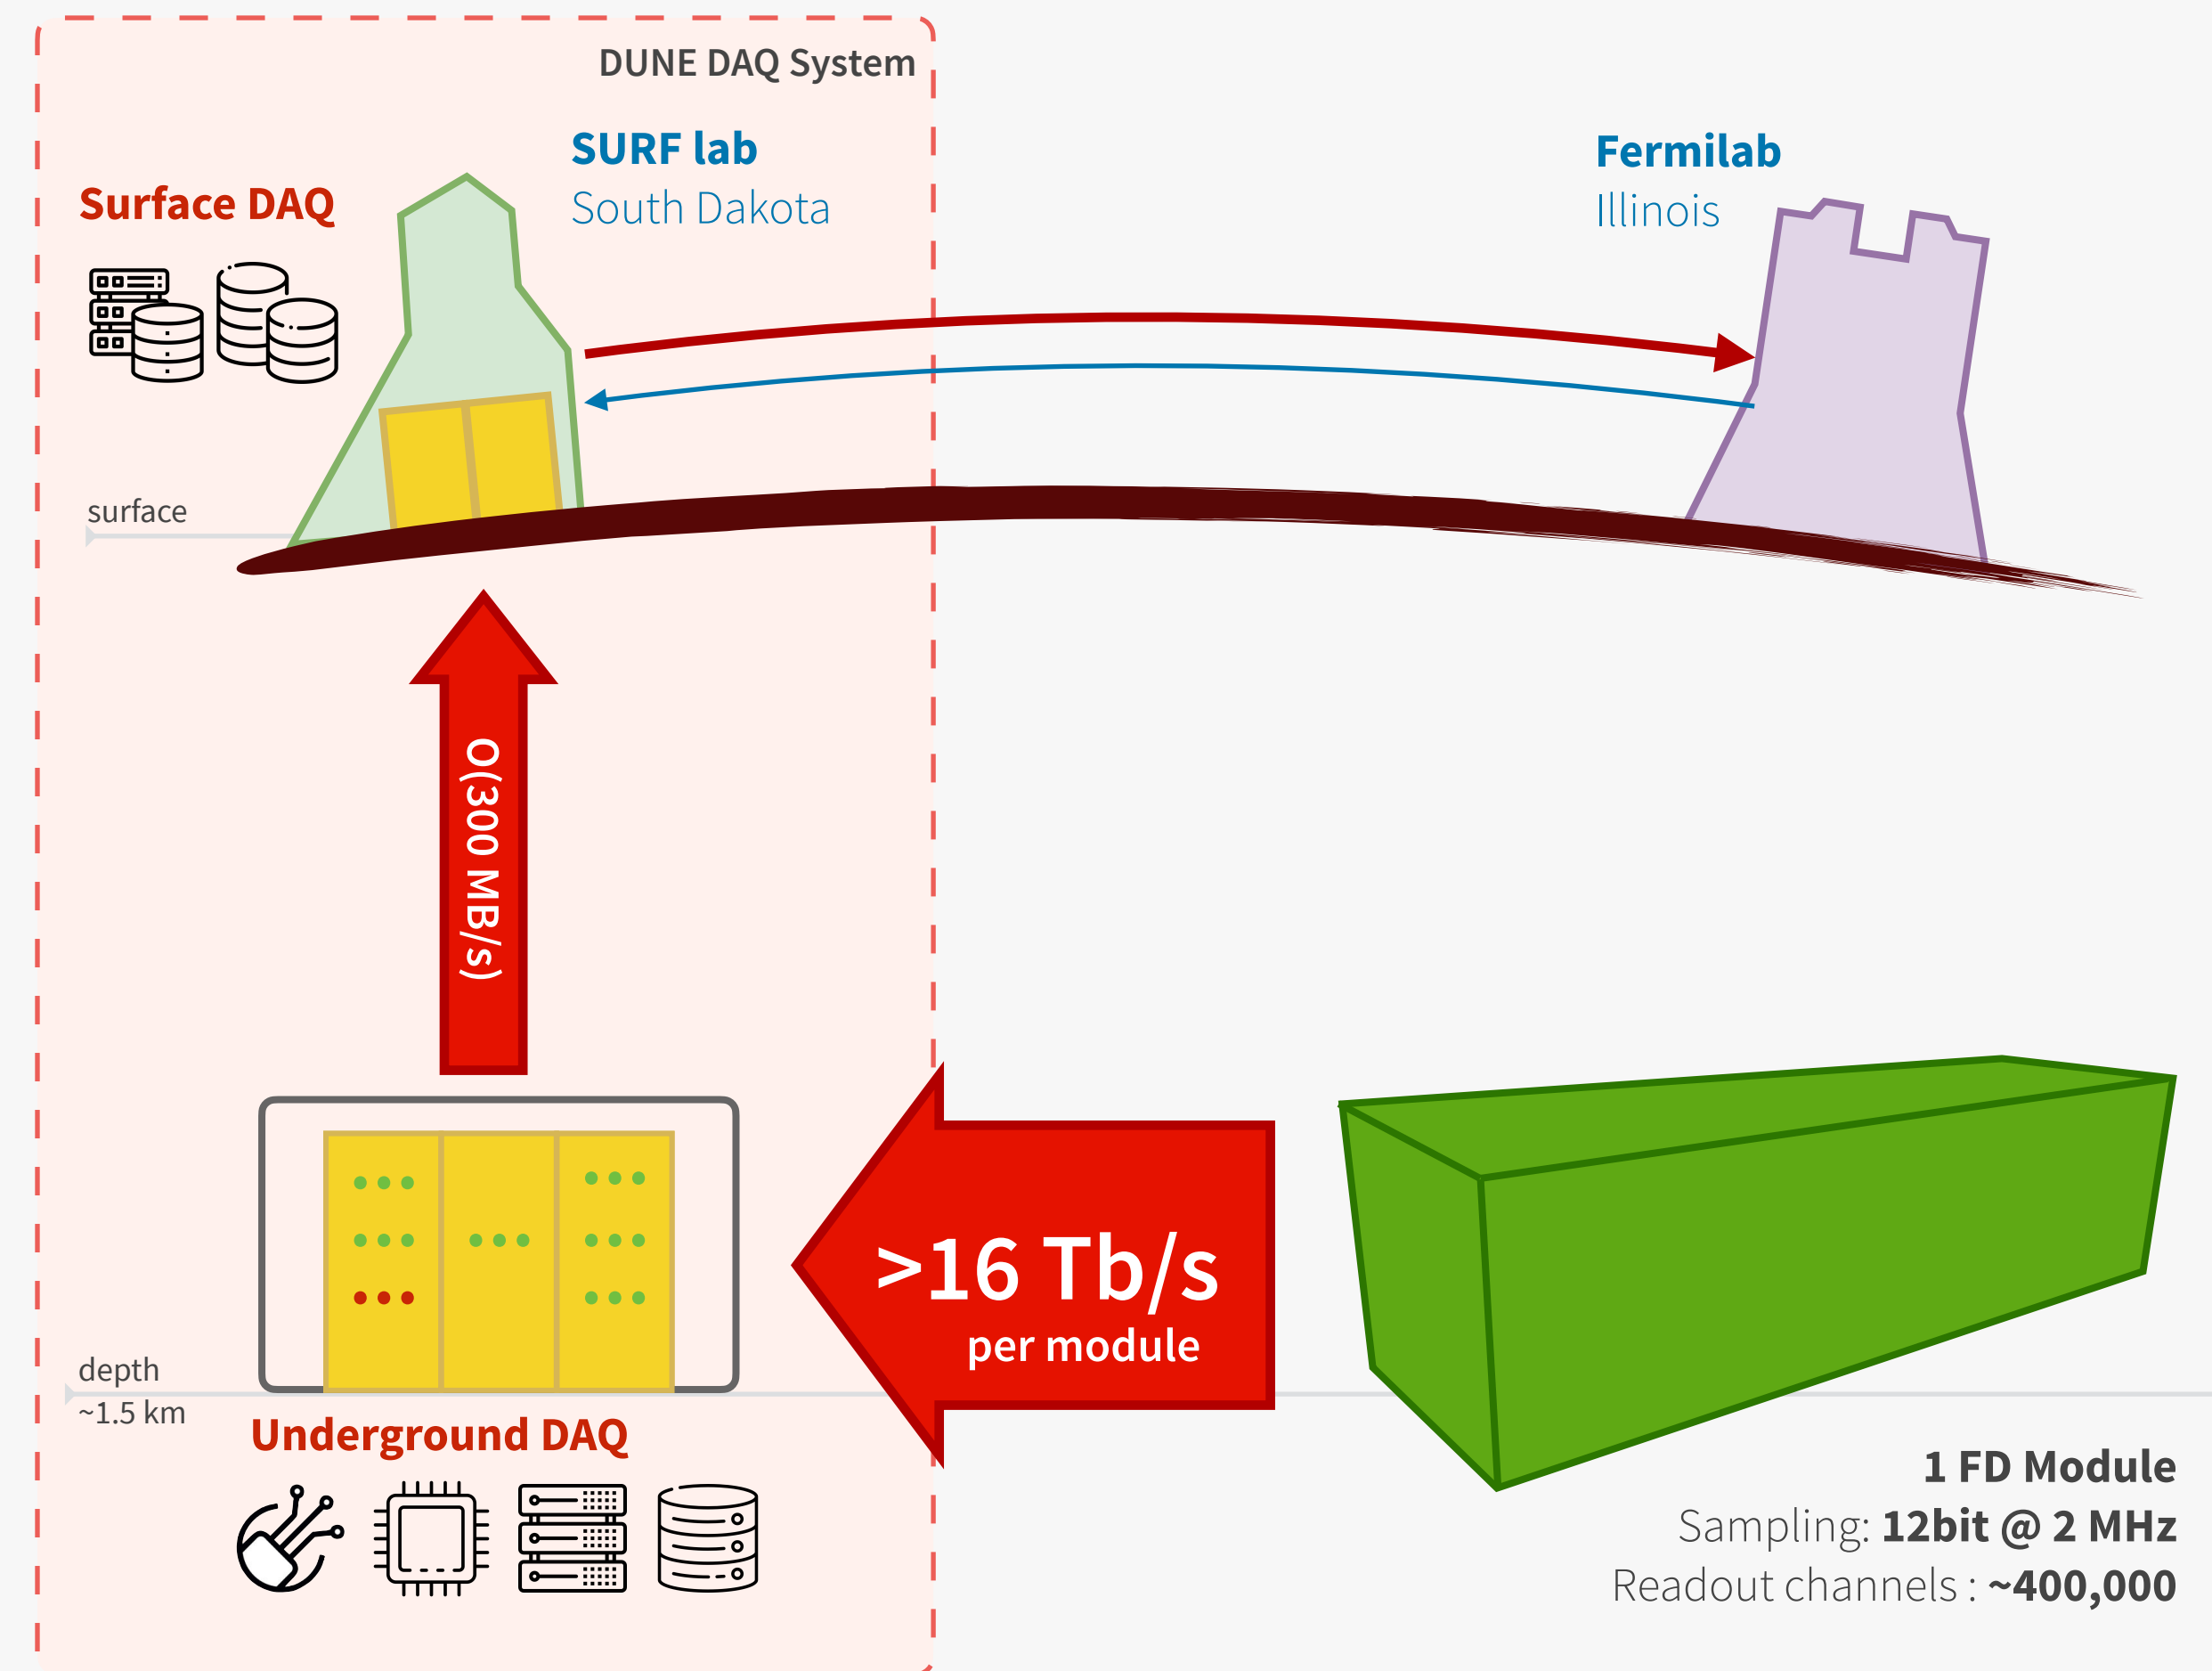 DUNE DAQ System
SURF lab
South Dakota
Fermilab
Illinois
Surface DAQ
surface
O(300 MB/s)
>16 Tb/s
per module
depth
~1.5 km
Underground DAQ
1 FD Module
Sampling: 12bit @ 2 MHz
Readout channels : ~400,000